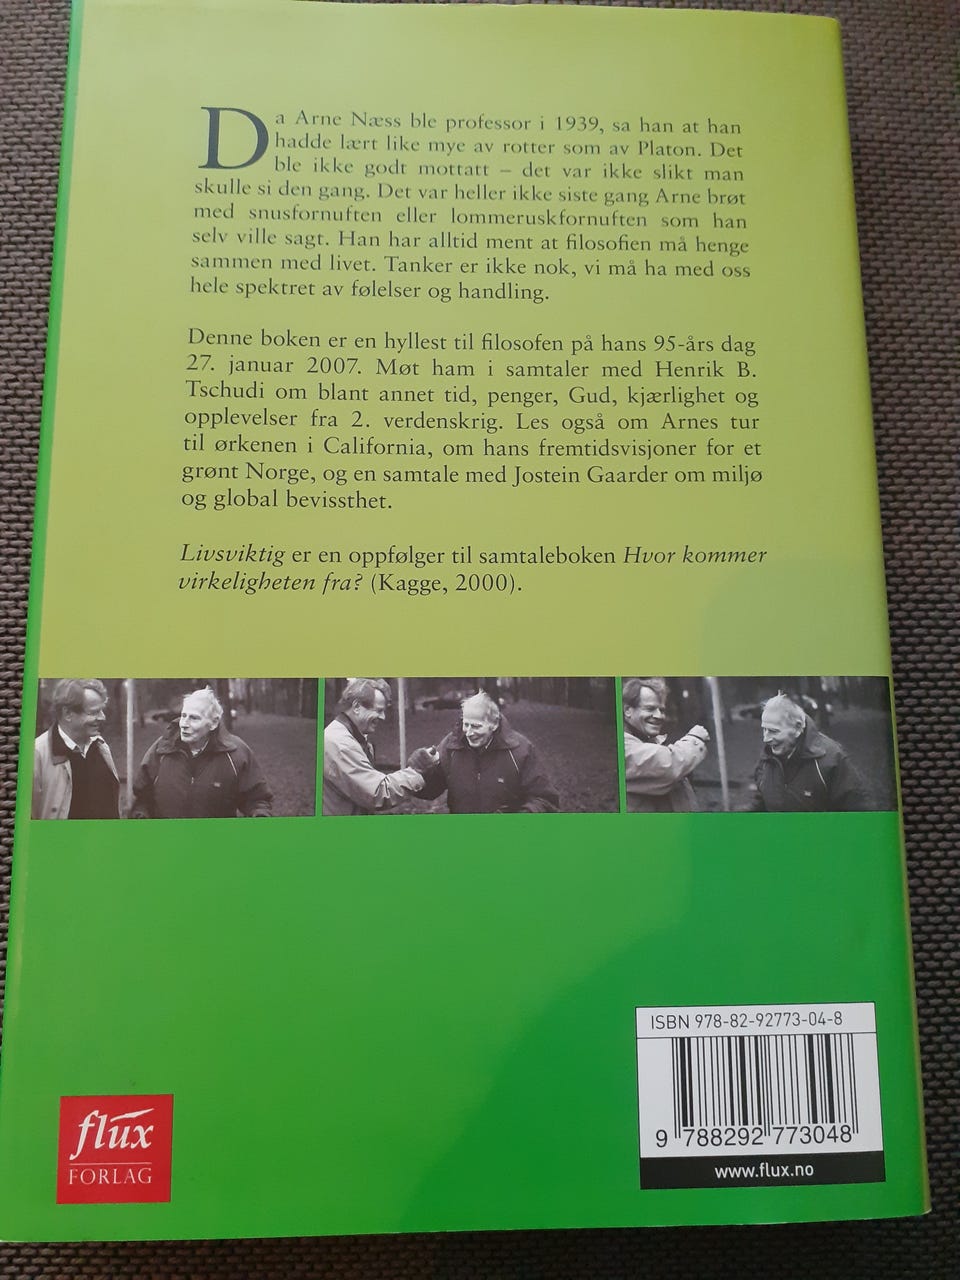 Da Arne Næss ble professor i 1939, sa han at han
hadde lært like mye av rotter som av Platon. Det
ble ikke godt mottatt – det var ikke slikt man
skulle si den gang. Det var heller ikke siste gang Arne brøt
med snusfornuften eller lommeruskfornuften som han
selv ville sagt. Han har alltid ment at filosofien må henge
sammen med livet. Tanker er ikke nok, vi må ha med oss
hele spektret av følelser og handling.
Denne boken er en hyllest til filosofen på hans 95-års dag
27. januar 2007. Møt ham i samtaler med Henrik B.
Tschudi om blant annet tid, penger, Gud, kjærlighet og
opplevelser fra 2. verdenskrig. Les også om Arnes tur
til ørkenen i California, om hans fremtidsvisjoner for et
grønt Norge, og en samtale med Jostein Gaarder om miljø
og global bevissthet.
Livsviktig er en oppfølger til samtaleboken Hvor kommer
virkeligheten fra? (Kagge, 2000).
ISBN 978-82-92773-04-8
9 788292 773048
www.flux.no
flux
FORLAG